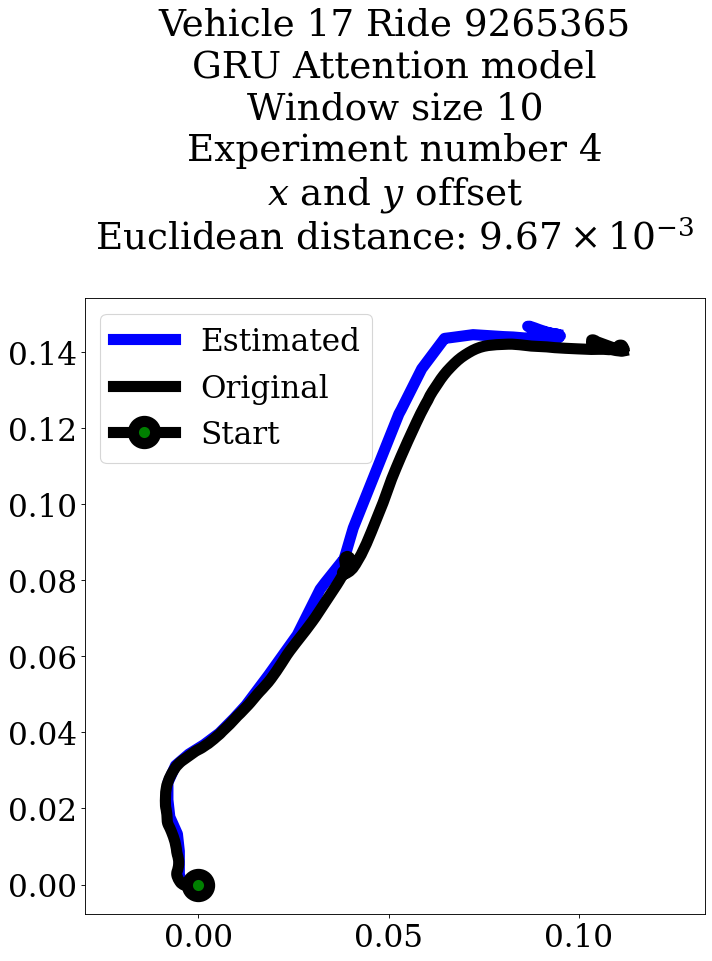 Vehicle 17 Ride 9265365
GRU Attention model
Window size 10
Experiment number 4
x and y offset
Euclidean distance: 9.67 × 10⁻³
Estimated
Original
Start
0.14
0.12
0.10
0.08
0.06
0.04
0.02
0.00
0.00 0.05 0.10